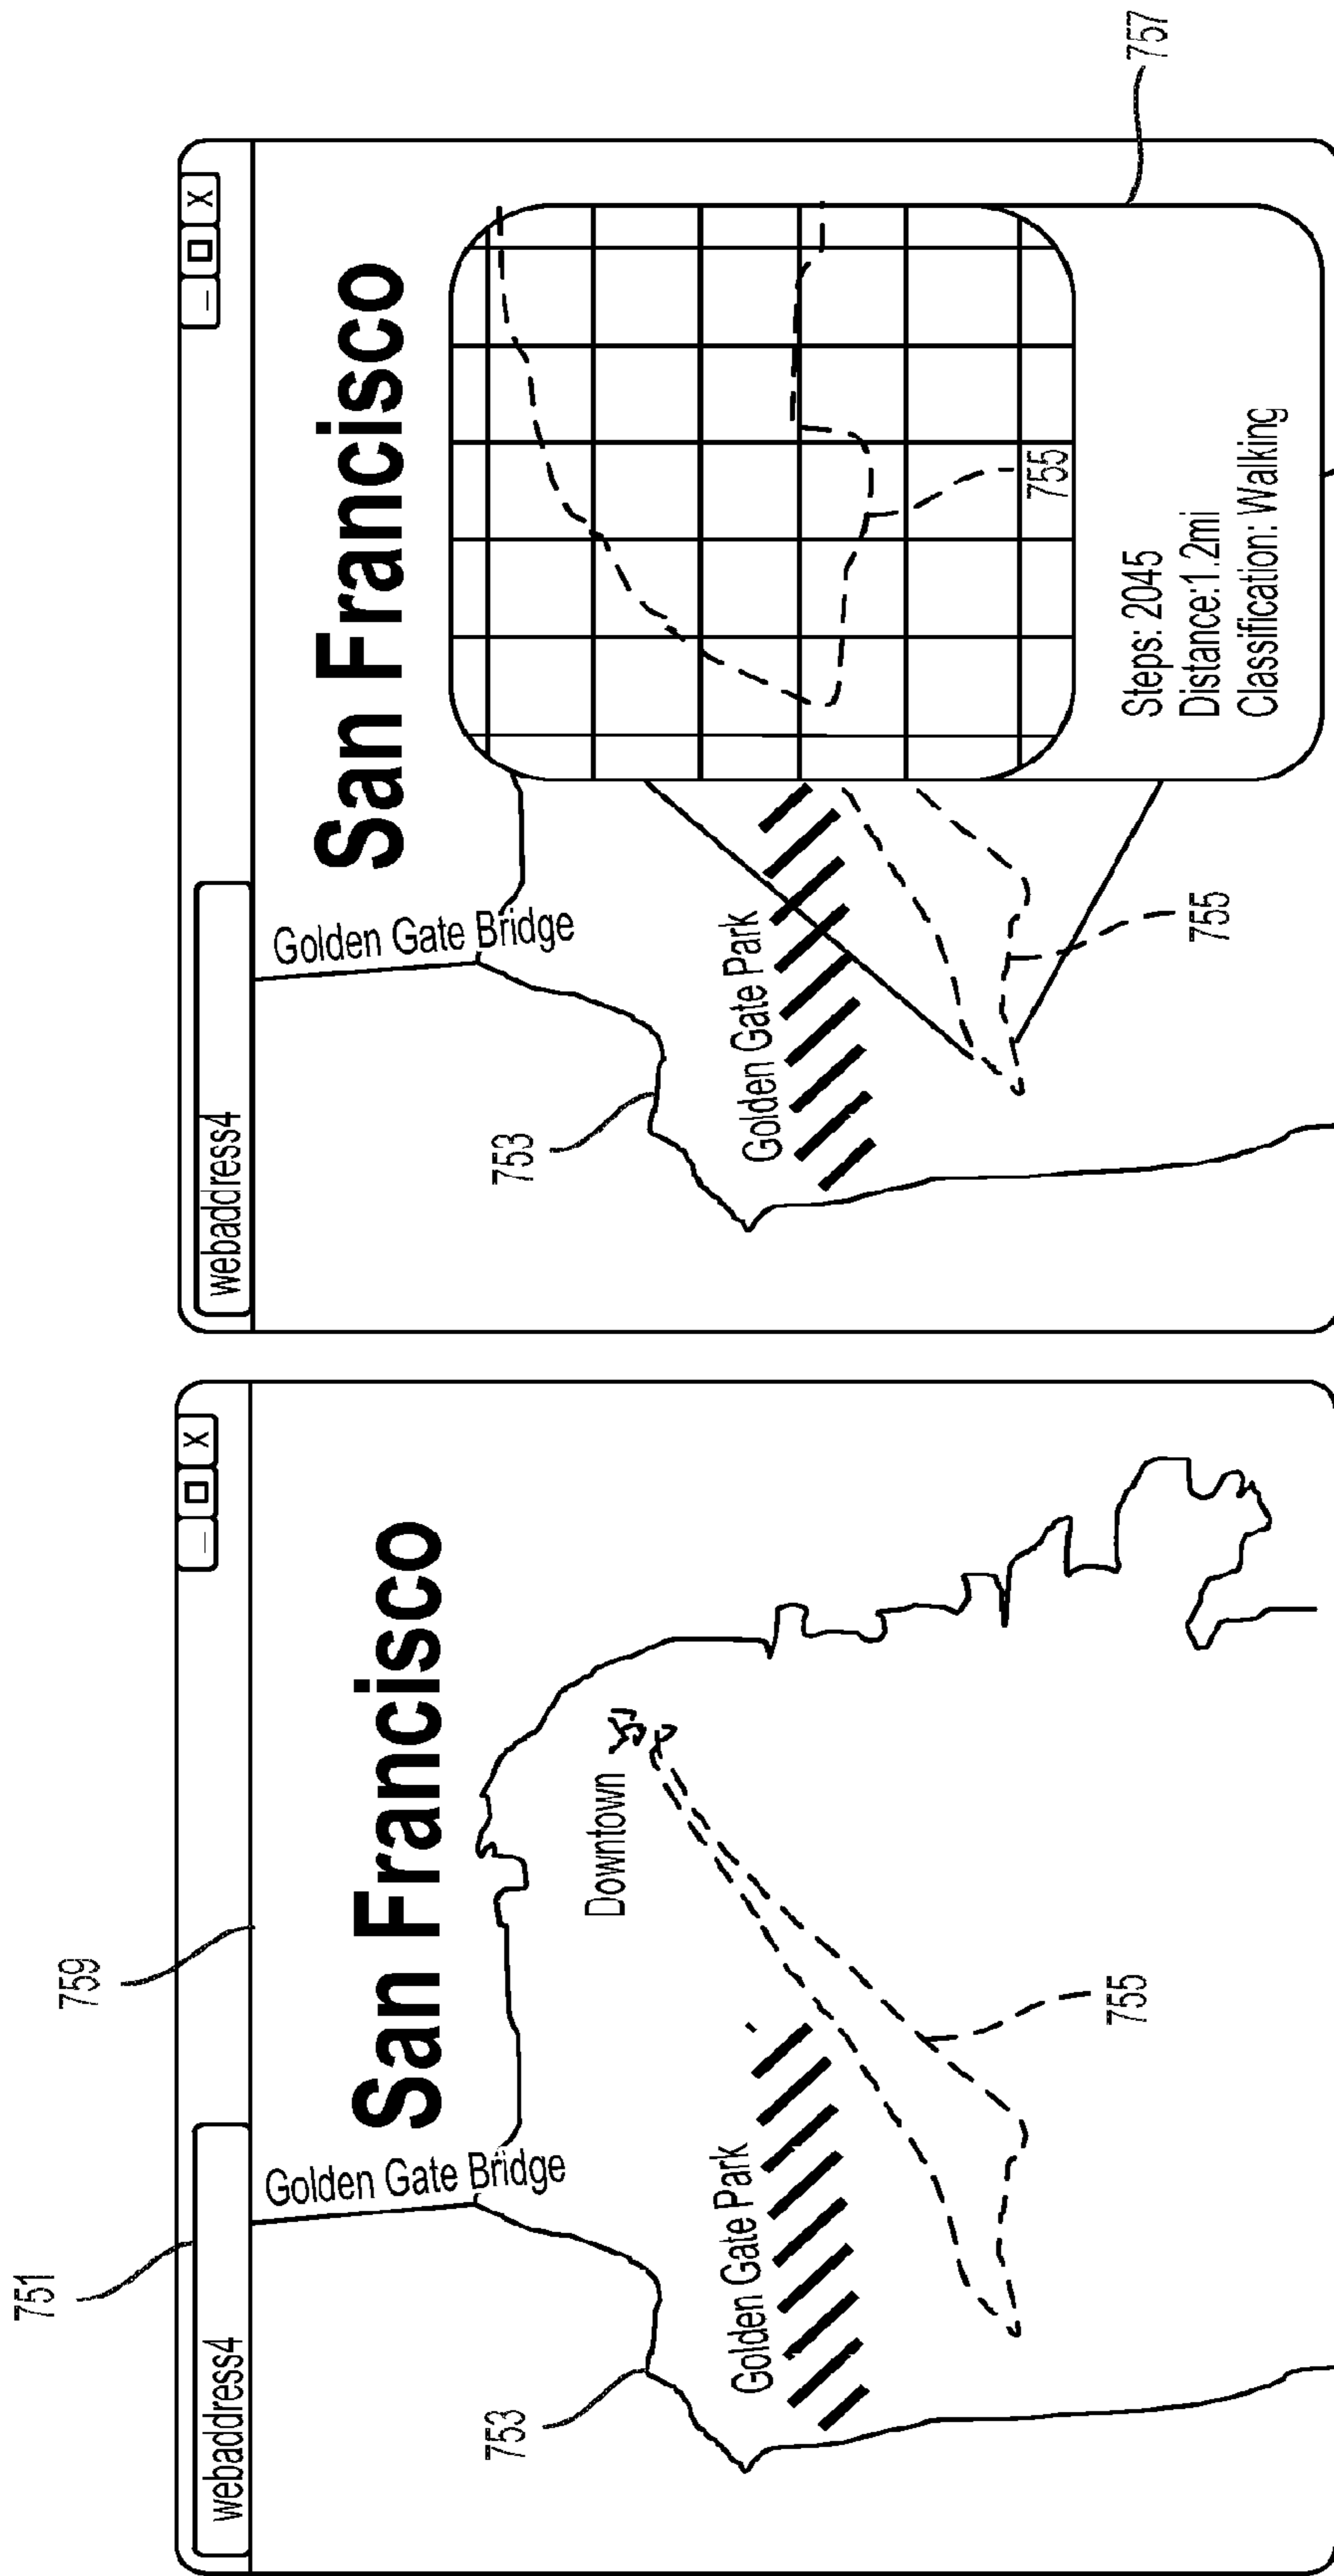 751
759
webaddress4
_ X
San Francisco
Golden Gate Bridge
753
Downtown
Golden Gate Park
755
webaddress4
_ X
San Francisco
Golden Gate Bridge
753
Golden Gate Park
755
755
Steps: 2045
Distance:1.2mi
Classification: Walking
757